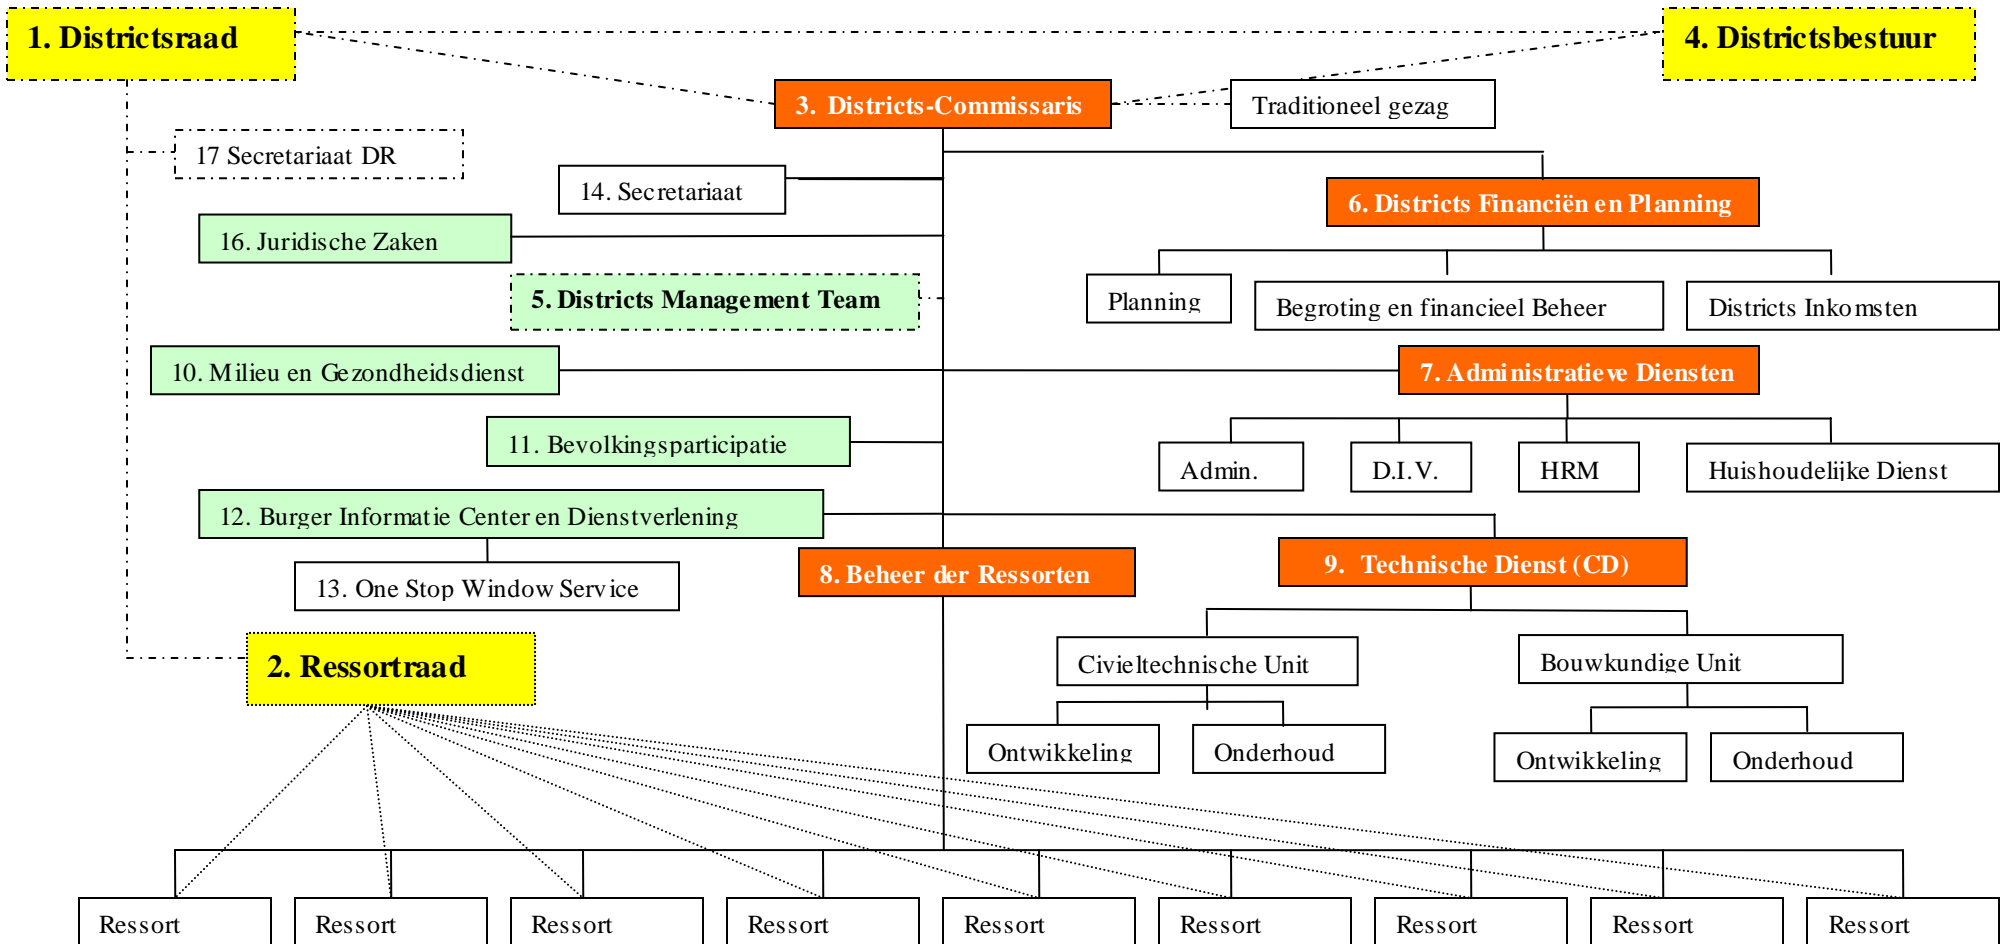 1. Districtsraad
4. Districtsbestuur
3. Districts-Commissaris
Traditioneel gezag
17 Secretariaat DR
14. Secretariaat
6. Districts Financiën en Planning
16. Juridische Zaken
5. Districts Management Team
Planning
Begroting en financieel Beheer
Districts Inkomsten
10. Milieu en Gezondheidsdienst
7. Administratieve Diensten
11. Bevolkingsparticipatie
Admin.
D.I.V.
HRM
Huishoudelijke Dienst
12. Burger Informatie Center en Dienstverlening
8. Beheer der Ressorten
9. Technische Dienst (CD)
13. One Stop Window Service
2. Ressortraad
Civieltechnische Unit
Bouwkundige Unit
Ontwikkeling
Onderhoud
Ontwikkeling
Onderhoud
Ressort
Ressort
Ressort
Ressort
Ressort
Ressort
Ressort
Ressort
Ressort